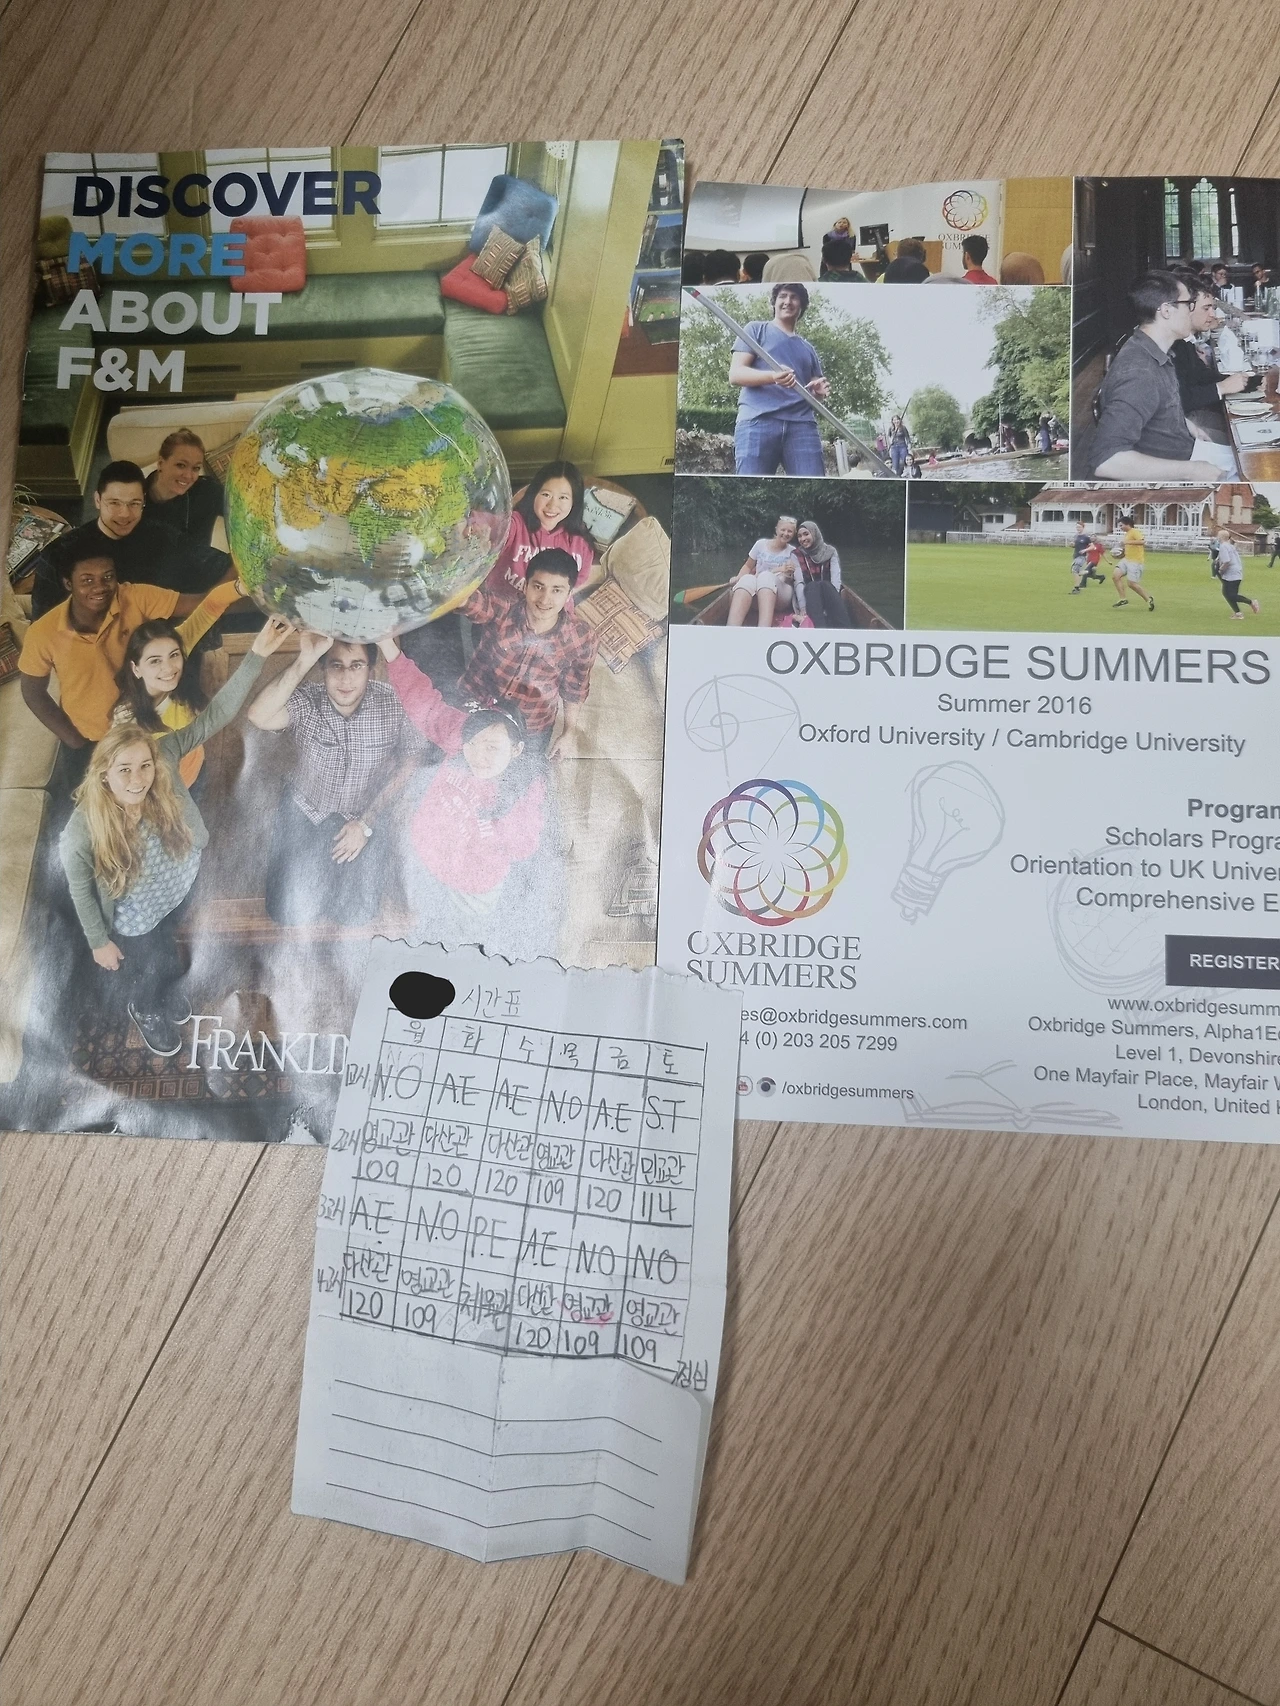 DISCOVER
MORE
ABOUT
F&M
FRANKLIN
OXBRIDGE
OXBRIDGE SUMMERS
Summer 2016
Oxford University / Cambridge University
Program
Scholars Progra
Orientation to UK Univer
Comprehensive E
OXBRIDGE
SUMMERS
REGISTER
es@oxbridgesummers.com
4 (0) 203 205 7299
/oxbridgesummers
www.oxbridgesumm
Oxbridge Summers, Alpha1Ed
Level 1, Devonshire
One Mayfair Place, Mayfair W
London, United K
시간표
월 화 수 목 금 토
1교시 N.O A.E A.E N.O A.E S.T
2교시 영교관 다산관 다산관 영교관 다산관 민교관
109 120 120 109 120 114
3교시 A.E N.O P.E A.E N.O N.O
4교시 다산관 영교관 체육관 다산관 영교관 영교관
120 109 120 109 109
점심